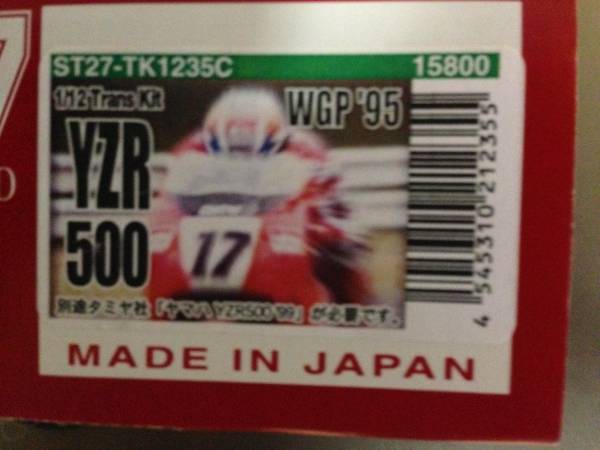 ST27-TK1235C 15800
1/12 Trans Kit
WGP '95
YZR
500
17
別途タミヤ社「ヤマハ YZR500 '99」が必要です。
4 545310 212355
MADE IN JAPAN